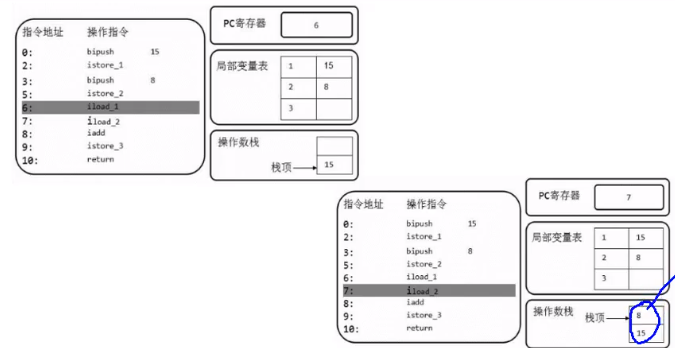 指令地址 操作指令
0: bipush 15
2: istore_1
3: bipush 8
5: istore_2
6: iload_1
7: iload_2
8: iadd
9: istore_3
10: return
PC寄存器 6
局部变量表 1 15
2 8
3
操作数栈
栈顶 15
指令地址 操作指令
0: bipush 15
2: istore_1
3: bipush 8
5: istore_2
6: iload_1
7: iload_2
8: iadd
9: istore_3
10: return
PC寄存器 7
局部变量表 1 15
2 8
3
操作数栈 栈顶 8
15